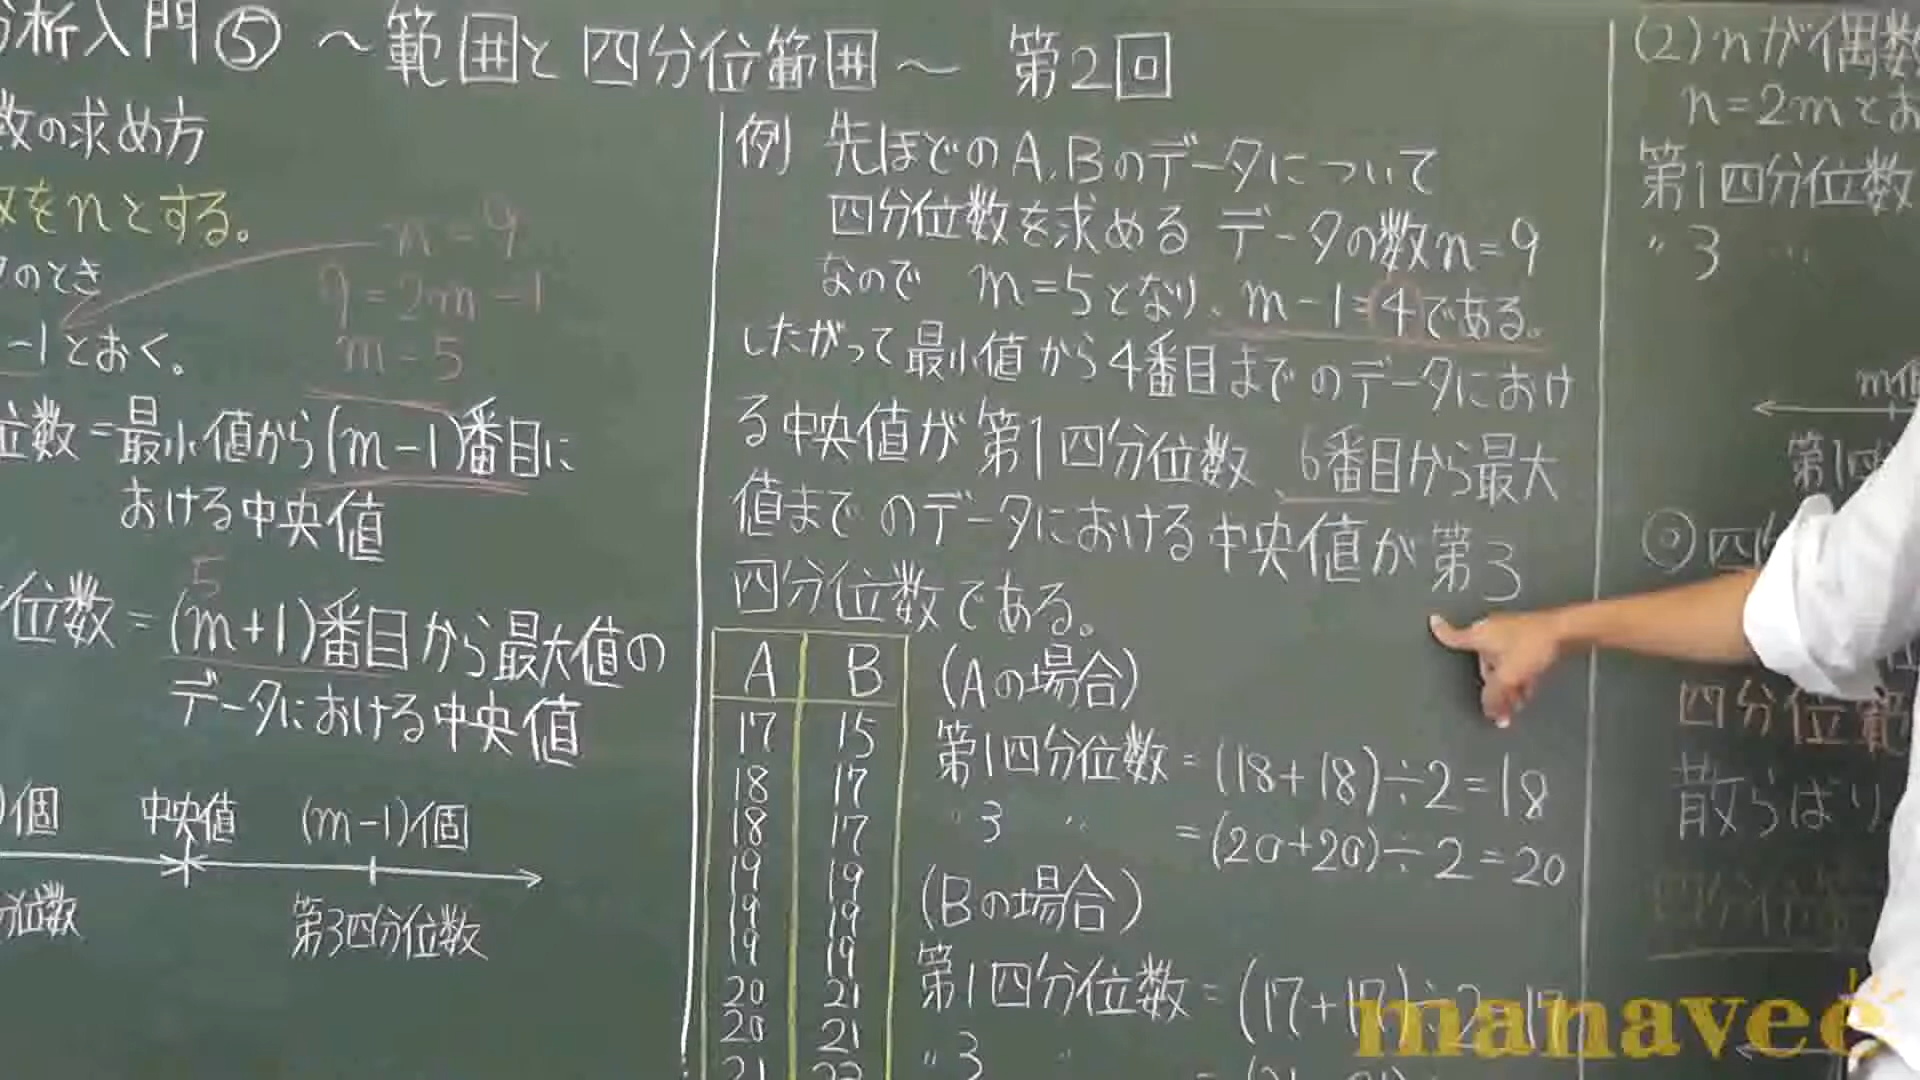 析入門⑤ ～範囲と四分位範囲～ 第2回
数の求め方
をnとする。
のとき
-1とおく。
n=9
9=2m-1
m=5
位数=最小値から(m-1)番目に
おける中央値
5
位数=(m+1)番目から最大値の
データにおける中央値
個 中央値 (m-1)個
分位数 第3四分位数
例 先ほどのA,Bのデータについて
四分位数を求める データの数n=9
なので m=5となり、m-1=4である。
したがって最小値から4番目までのデータにおけ
る中央値が第1四分位数 6番目から最大
値までのデータにおける中央値が第3
四分位数である。
A B
17 15
18 17
18 17
19 19
19 19
19 19
20 21
20 21
21
(Aの場合)
第1四分位数=(18+18)÷2=18
〃3〃=(20+20)÷2=20
(Bの場合)
第1四分位数=(17+17)÷2=17
〃3〃=
(2)nが偶数
n=2mとお
第1四分位数
〃3〃
m個
第1四
四分位範
散らばり
manavee